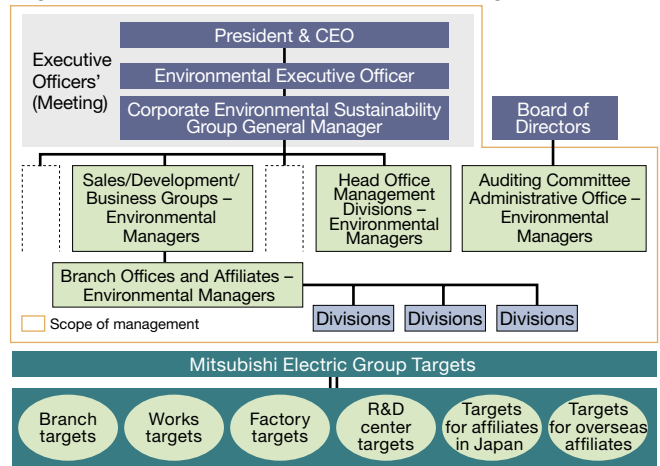 President & CEO
Executive
Officers'
(Meeting)
Environmental Executive Officer
Corporate Environmental Sustainability
Group General Manager
Board of
Directors
Sales/Development/
Business Groups –
Environmental
Managers
Head Office
Management
Divisions –
Environmental
Managers
Auditing Committee
Administrative Office –
Environmental
Managers
Branch Offices and Affiliates –
Environmental Managers
Divisions
Divisions
Divisions
Scope of management
Mitsubishi Electric Group Targets
Branch
targets
Works
targets
Factory
targets
R&D
center
targets
Targets
for affiliates
in Japan
Targets
for overseas
affiliates